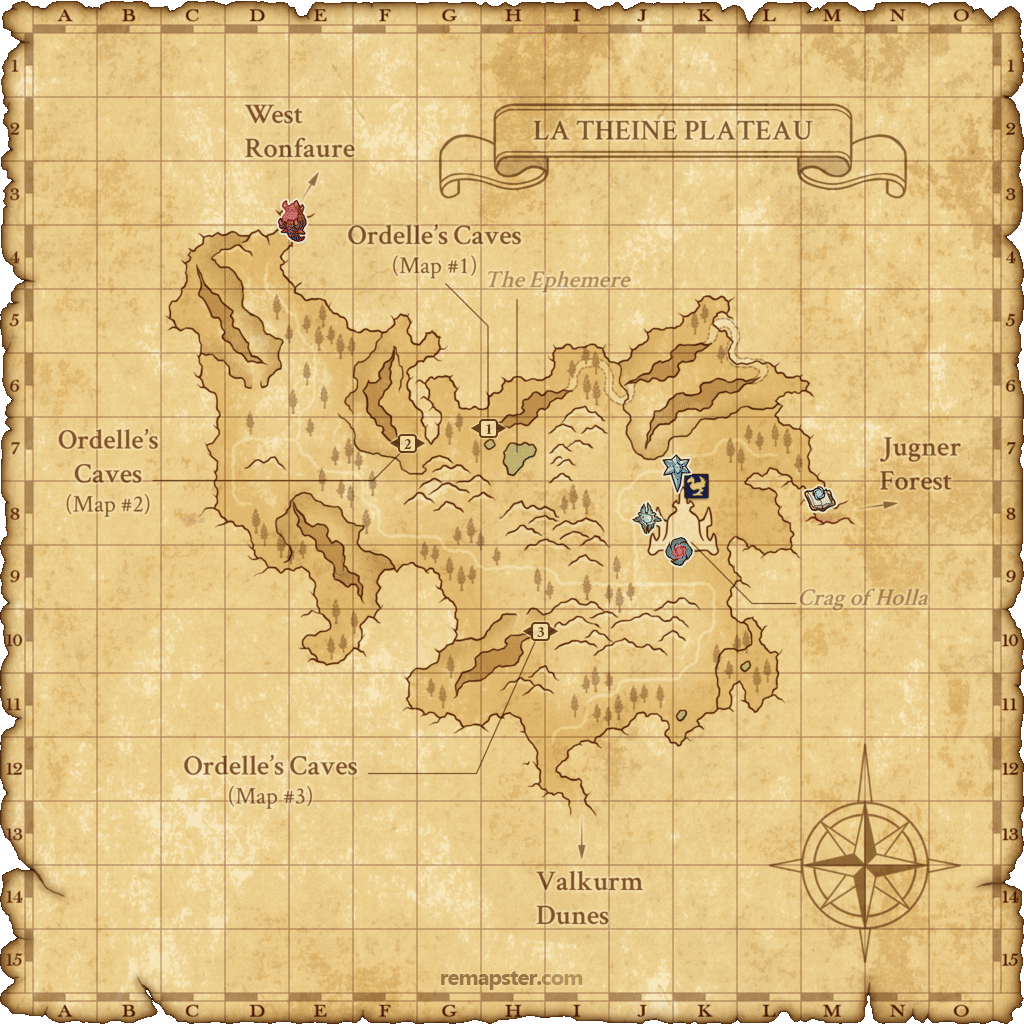 A B C D E F G H I J K L M N O
1 1
2 2
3 3
4 4
5 5
6 6
7 7
8 8
9 9
10 10
11 11
12 12
13 13
14 14
15 15
A B C D E F G H I J K L M N O
LA THEINE PLATEAU
West
Ronfaure
Ordelle's Caves
(Map #1)
The Ephemere
1
2
Ordelle's
Caves
(Map #2)
Jugner
Forest
Crag of Holla
3
Ordelle's Caves
(Map #3)
Valkurm
Dunes
remapster.com